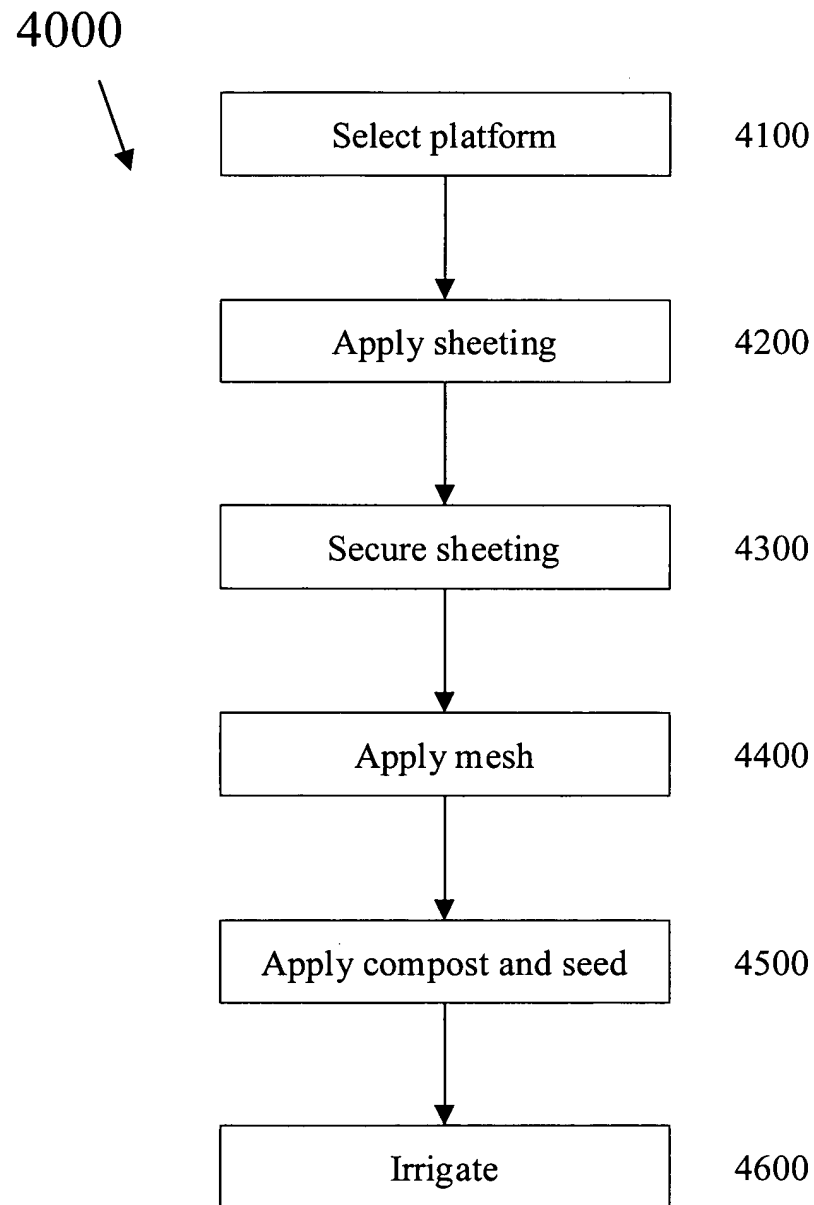 4000
Select platform 4100
Apply sheeting 4200
Secure sheeting 4300
Apply mesh 4400
Apply compost and seed 4500
Irrigate 4600